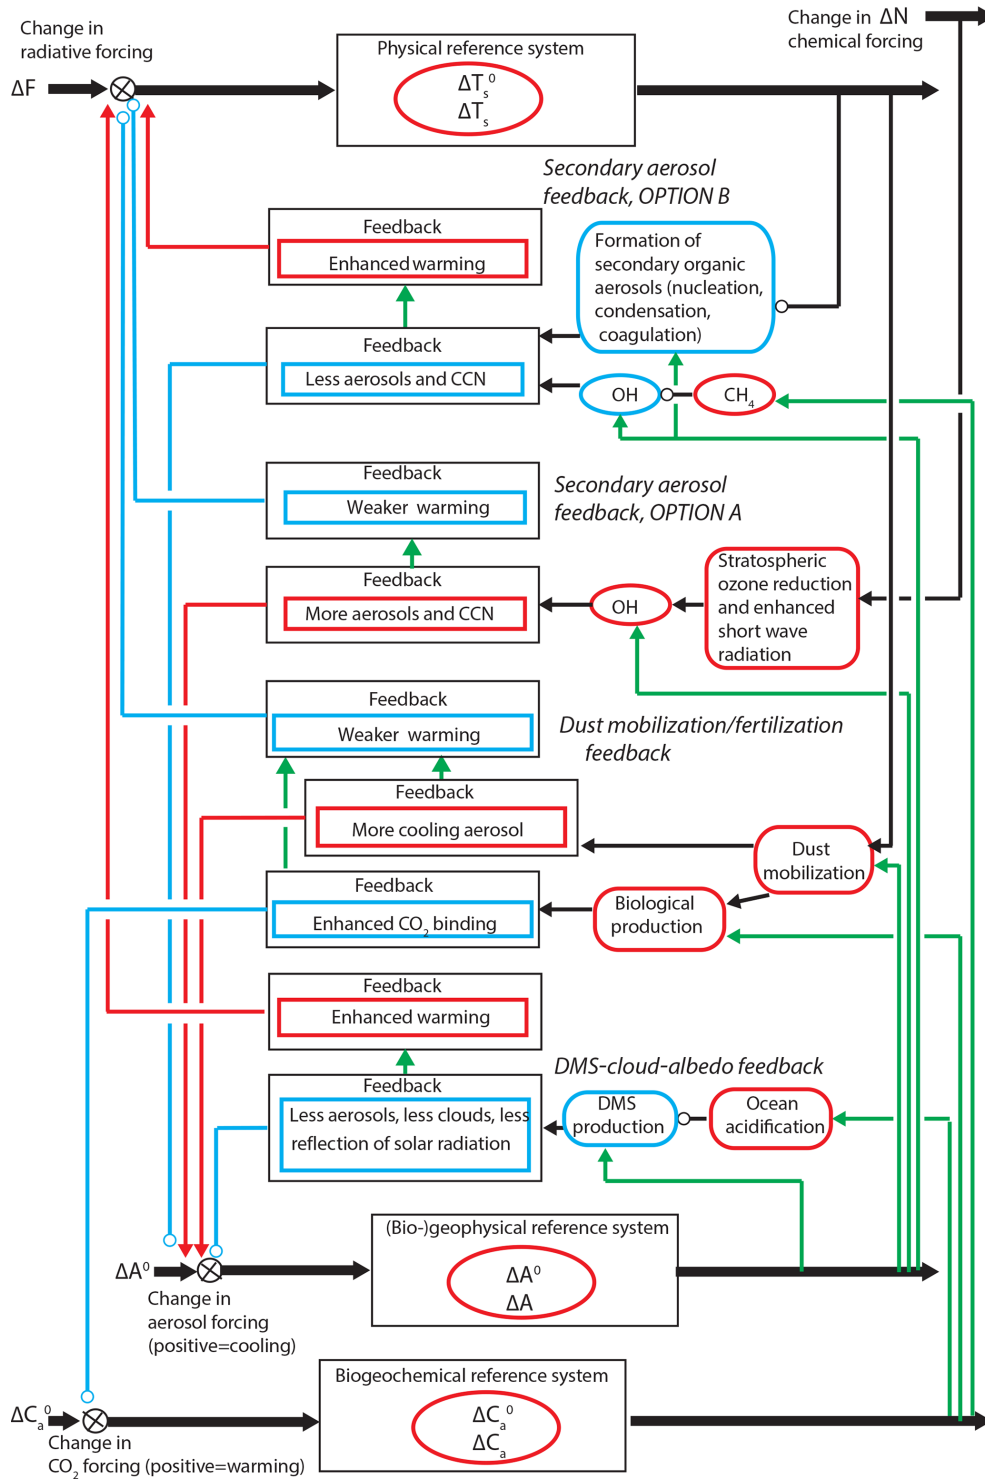 Change in
radiative forcing
ΔF
Physical reference system
ΔTs⁰
ΔTs
Change in ΔN
chemical forcing
Secondary aerosol
feedback, OPTION B
Feedback
Enhanced warming
Formation of
secondary organic
aerosols (nucleation,
condensation,
coagulation)
Feedback
Less aerosols and CCN
OH
CH₄
Feedback
Weaker warming
Secondary aerosol
feedback, OPTION A
Feedback
More aerosols and CCN
OH
Stratospheric
ozone reduction
and enhanced
short wave
radiation
Feedback
Weaker warming
Dust mobilization/fertilization
feedback
Feedback
More cooling aerosol
Dust
mobilization
Feedback
Enhanced CO₂ binding
Biological
production
Feedback
Enhanced warming
DMS-cloud-albedo feedback
Feedback
Less aerosols, less clouds, less
reflection of solar radiation
DMS
production
Ocean
acidification
(Bio-)geophysical reference system
ΔA⁰
ΔA
ΔA⁰
Change in
aerosol forcing
(positive=cooling)
Biogeochemical reference system
ΔCa⁰
ΔCa
ΔCa⁰
Change in
CO₂ forcing (positive=warming)